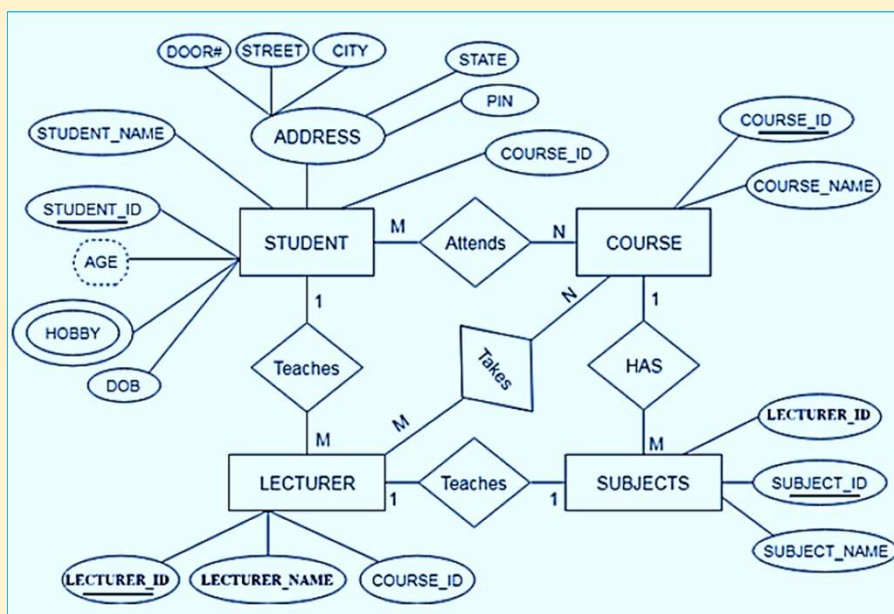 DOOR# STREET CITY
STATE
PIN
ADDRESS
STUDENT_NAME
COURSE_ID
COURSE_ID
COURSE_NAME
STUDENT_ID
STUDENT M Attends N COURSE
AGE
HOBBY
DOB
1
Teaches
M
N
Takes
M
1
HAS
M
LECTURER_ID
LECTURER 1 Teaches 1 SUBJECTS
SUBJECT_ID
SUBJECT_NAME
LECTURER_ID LECTURER_NAME COURSE_ID